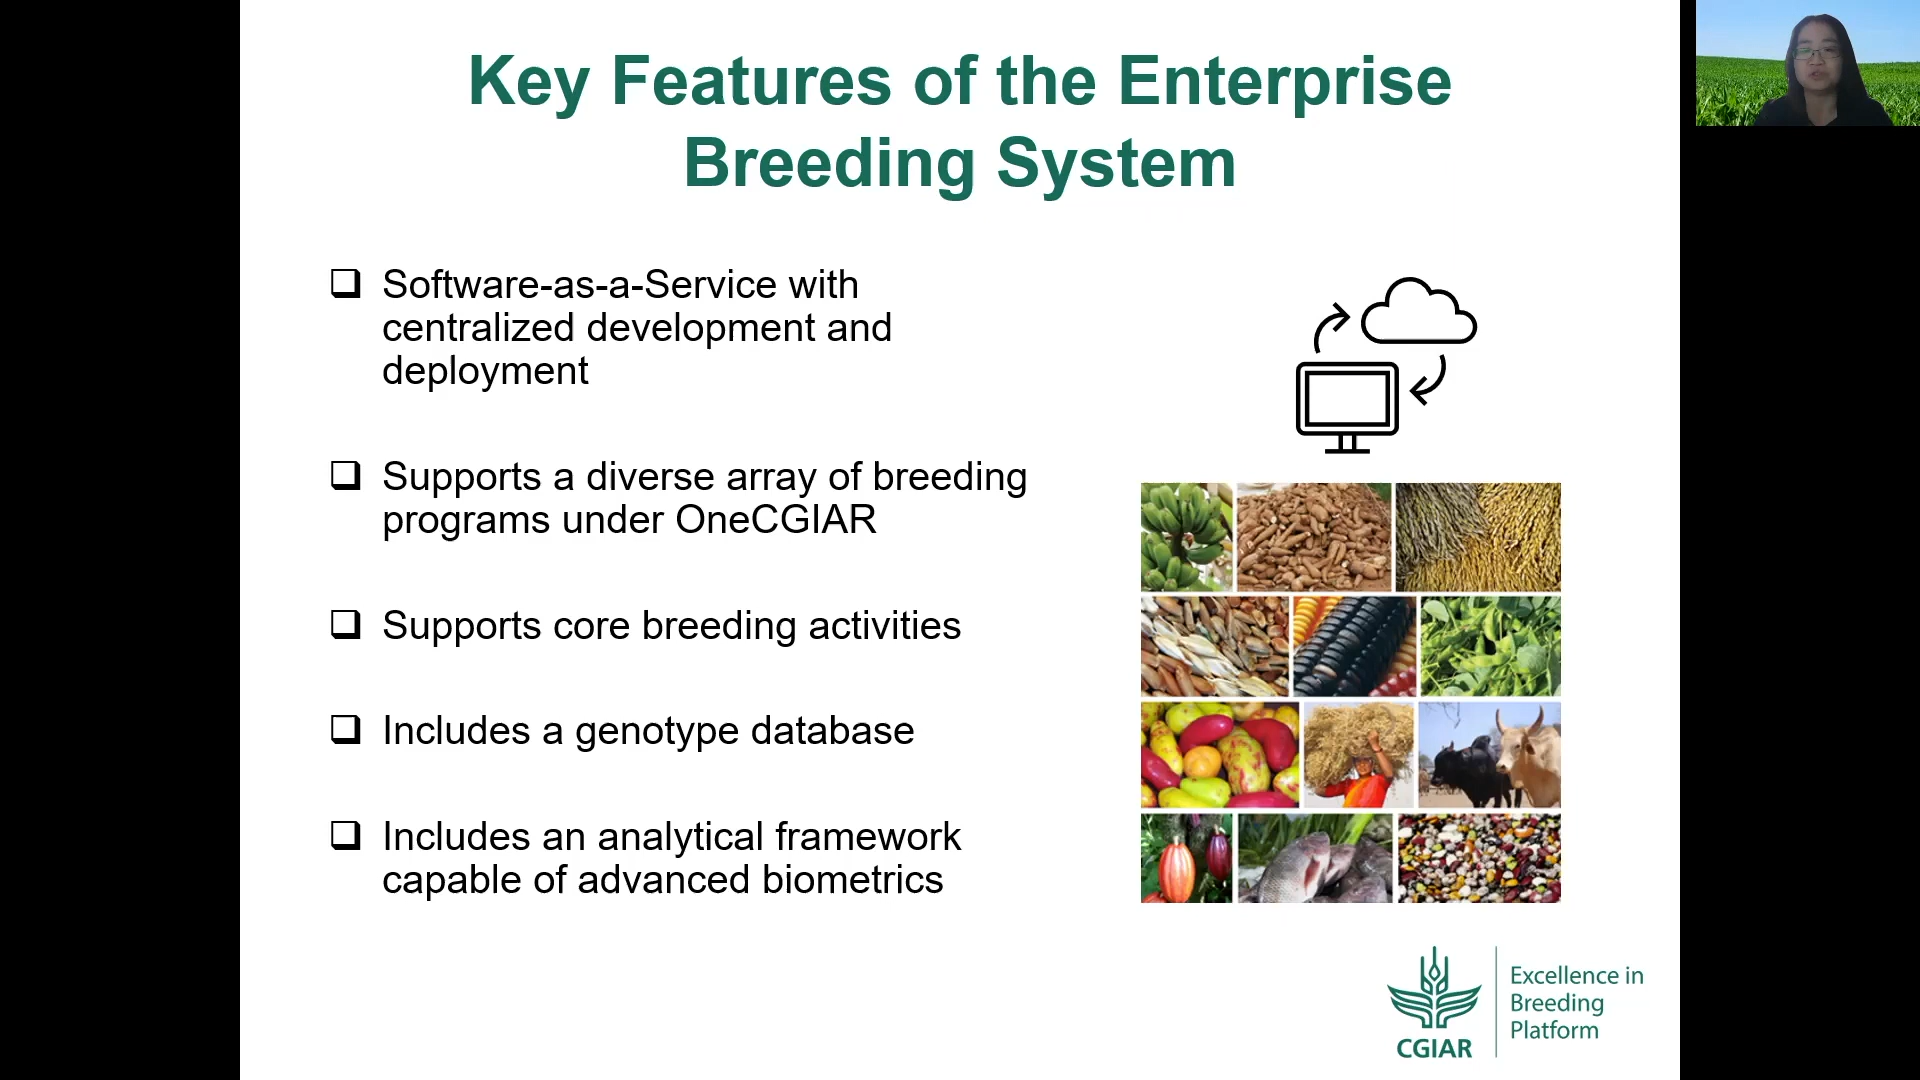 Key Features of the Enterprise
Breeding System
Software-as-a-Service with
centralized development and
deployment
Supports a diverse array of breeding
programs under OneCGIAR
Supports core breeding activities
Includes a genotype database
Includes an analytical framework
capable of advanced biometrics
CGIAR
Excellence in
Breeding
Platform